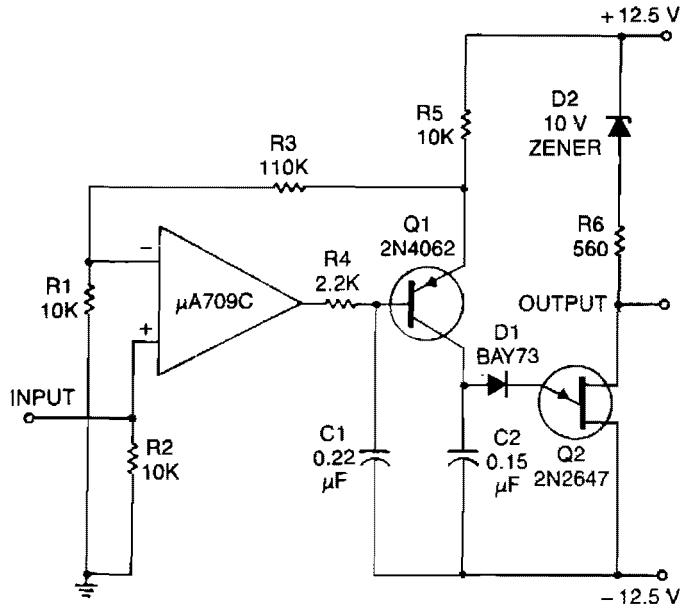 +12.5 V
D2
10 V
ZENER
R5
10K
R3
110K
Q1
2N4062
R6
560
R4
2.2K
−
μA709C
+
R1
10K
OUTPUT
D1
BAY73
INPUT
R2
10K
C1
0.22
μF
C2
0.15
μF
Q2
2N2647
−12.5 V